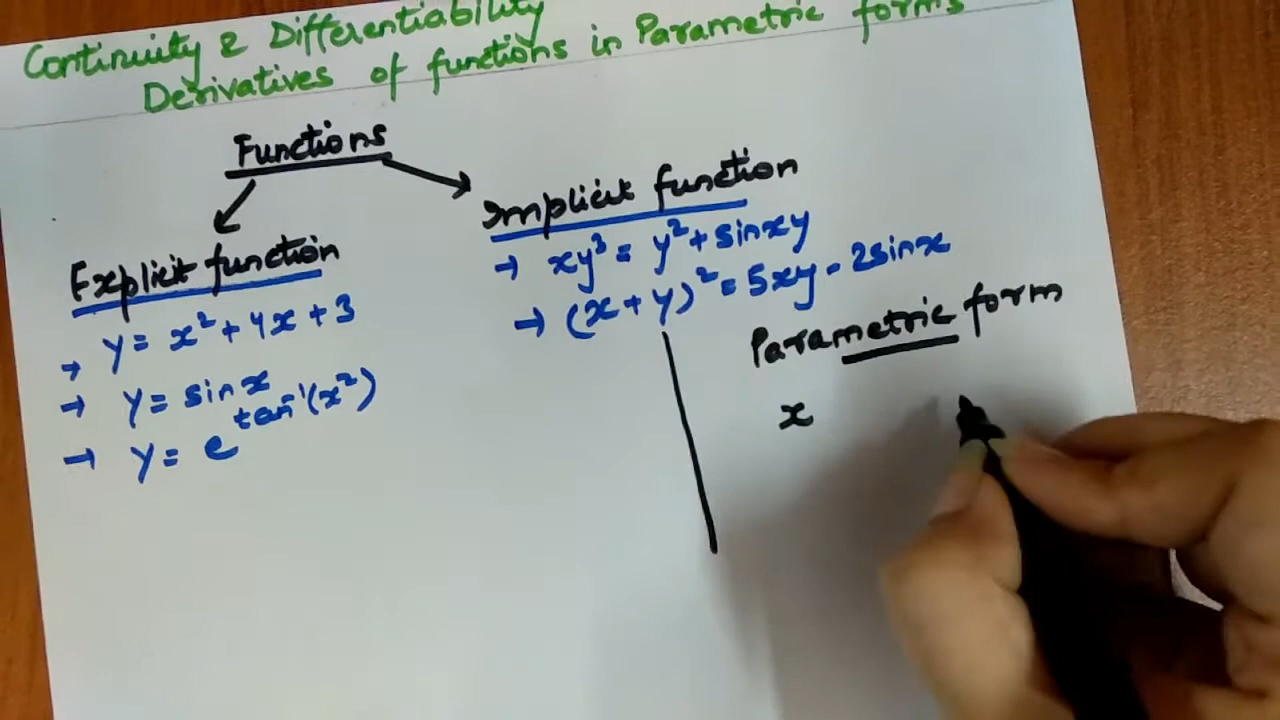 Continuity & Differentiability
Derivatives of functions in Parametric forms
Functions
Explicit function
→ y = x² + 4x + 3
→ y = sin x
→ y = e^tan⁻¹(x²)
Implicit function
→ xy³ = y² + sinxy
→ (x + y)² = 5xy - 2sinx
Parametric form
x